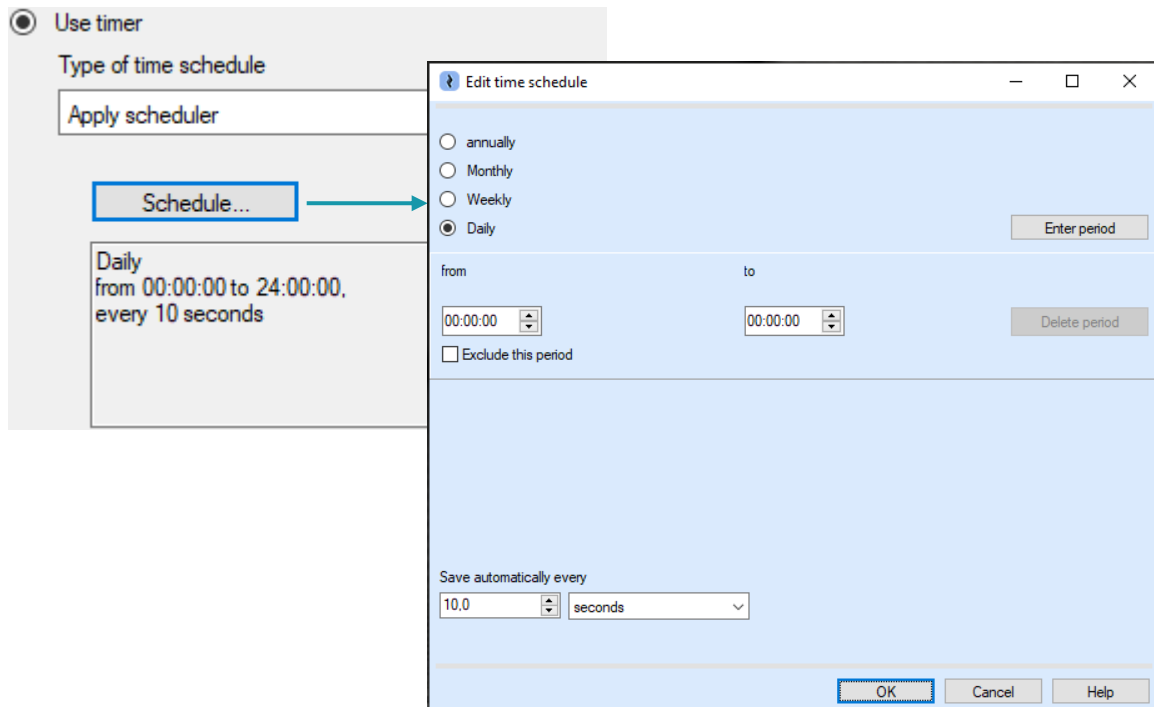 Use timer
Type of time schedule
Apply scheduler
Schedule...
Daily
from 00:00:00 to 24:00:00,
every 10 seconds
Edit time schedule
annually
Monthly
Weekly
Daily
Enter period
from to
00:00:00 00:00:00 Delete period
Exclude this period
Save automatically every
10,0 seconds
OK Cancel Help